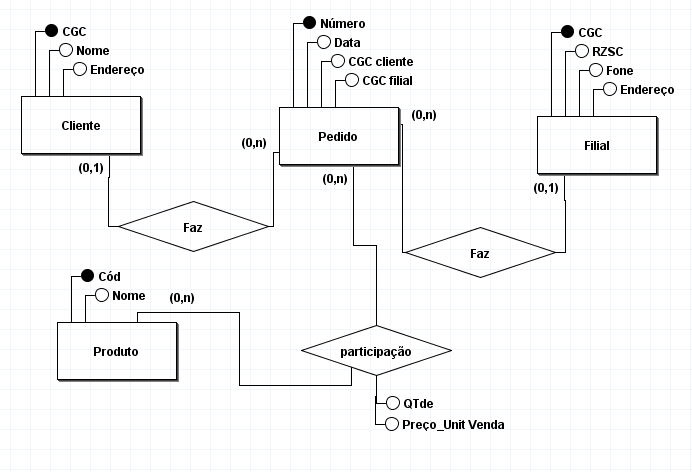 CGC
Nome
Endereço
Cliente
(0,1)
Número
Data
CGC cliente
CGC filial
Pedido
(0,n)
(0,n)
(0,n)
CGC
RZSC
Fone
Endereço
Filial
(0,1)
Faz
Faz
Cód
Nome
(0,n)
Produto
participação
QTde
Preço_Unit Venda